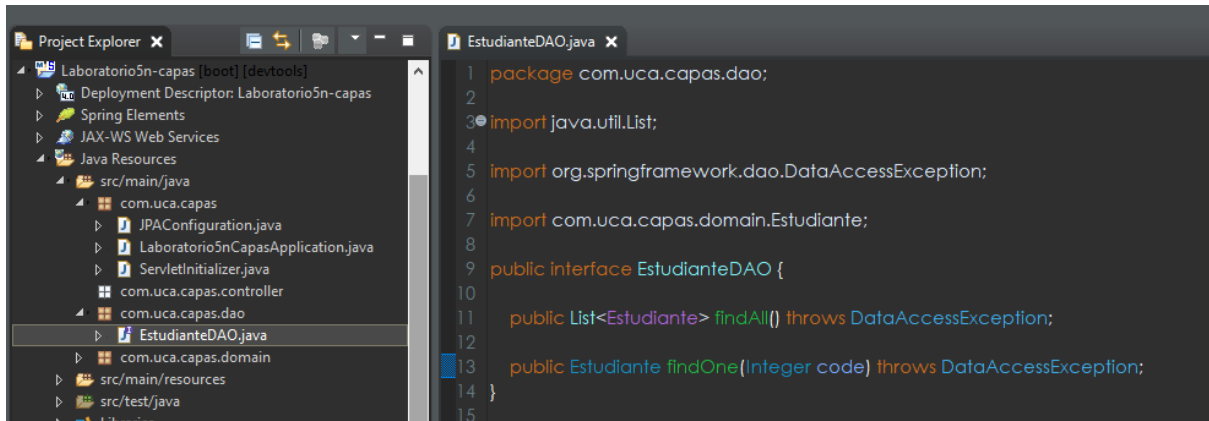 Project Explorer
Laboratorio5n-capas [boot] [devtools]
Deployment Descriptor: Laboratorio5n-capas
Spring Elements
JAX-WS Web Services
Java Resources
src/main/java
com.uca.capas
JPAConfiguration.java
Laboratorio5nCapasApplication.java
ServletInitializer.java
com.uca.capas.controller
com.uca.capas.dao
EstudianteDAO.java
com.uca.capas.domain
src/main/resources
src/test/java
Libraries
EstudianteDAO.java
1 package com.uca.capas.dao;
2
3 import java.util.List;
4
5 import org.springframework.dao.DataAccessException;
6
7 import com.uca.capas.domain.Estudiante;
8
9 public interface EstudianteDAO {
10
11 public List<Estudiante> findAll() throws DataAccessException;
12
13 public Estudiante findOne(Integer code) throws DataAccessException;
14 }
15